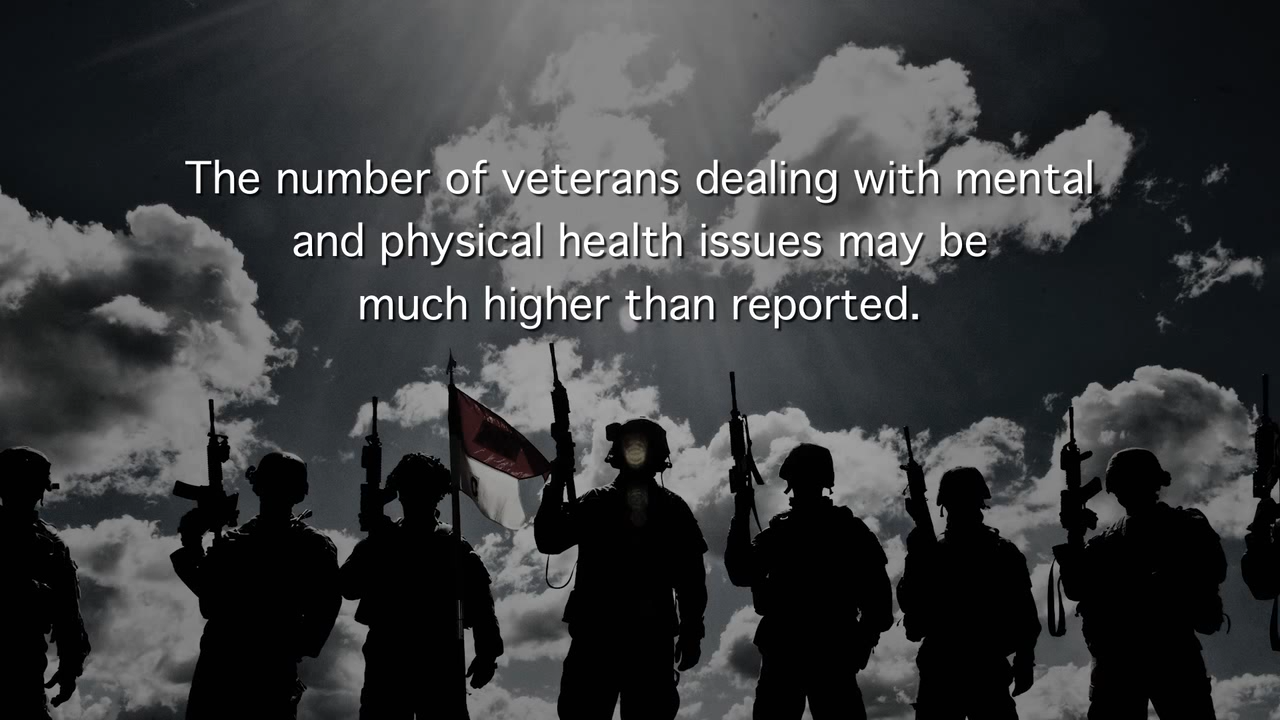 The number of veterans dealing with mental
and physical health issues may be
much higher than reported.